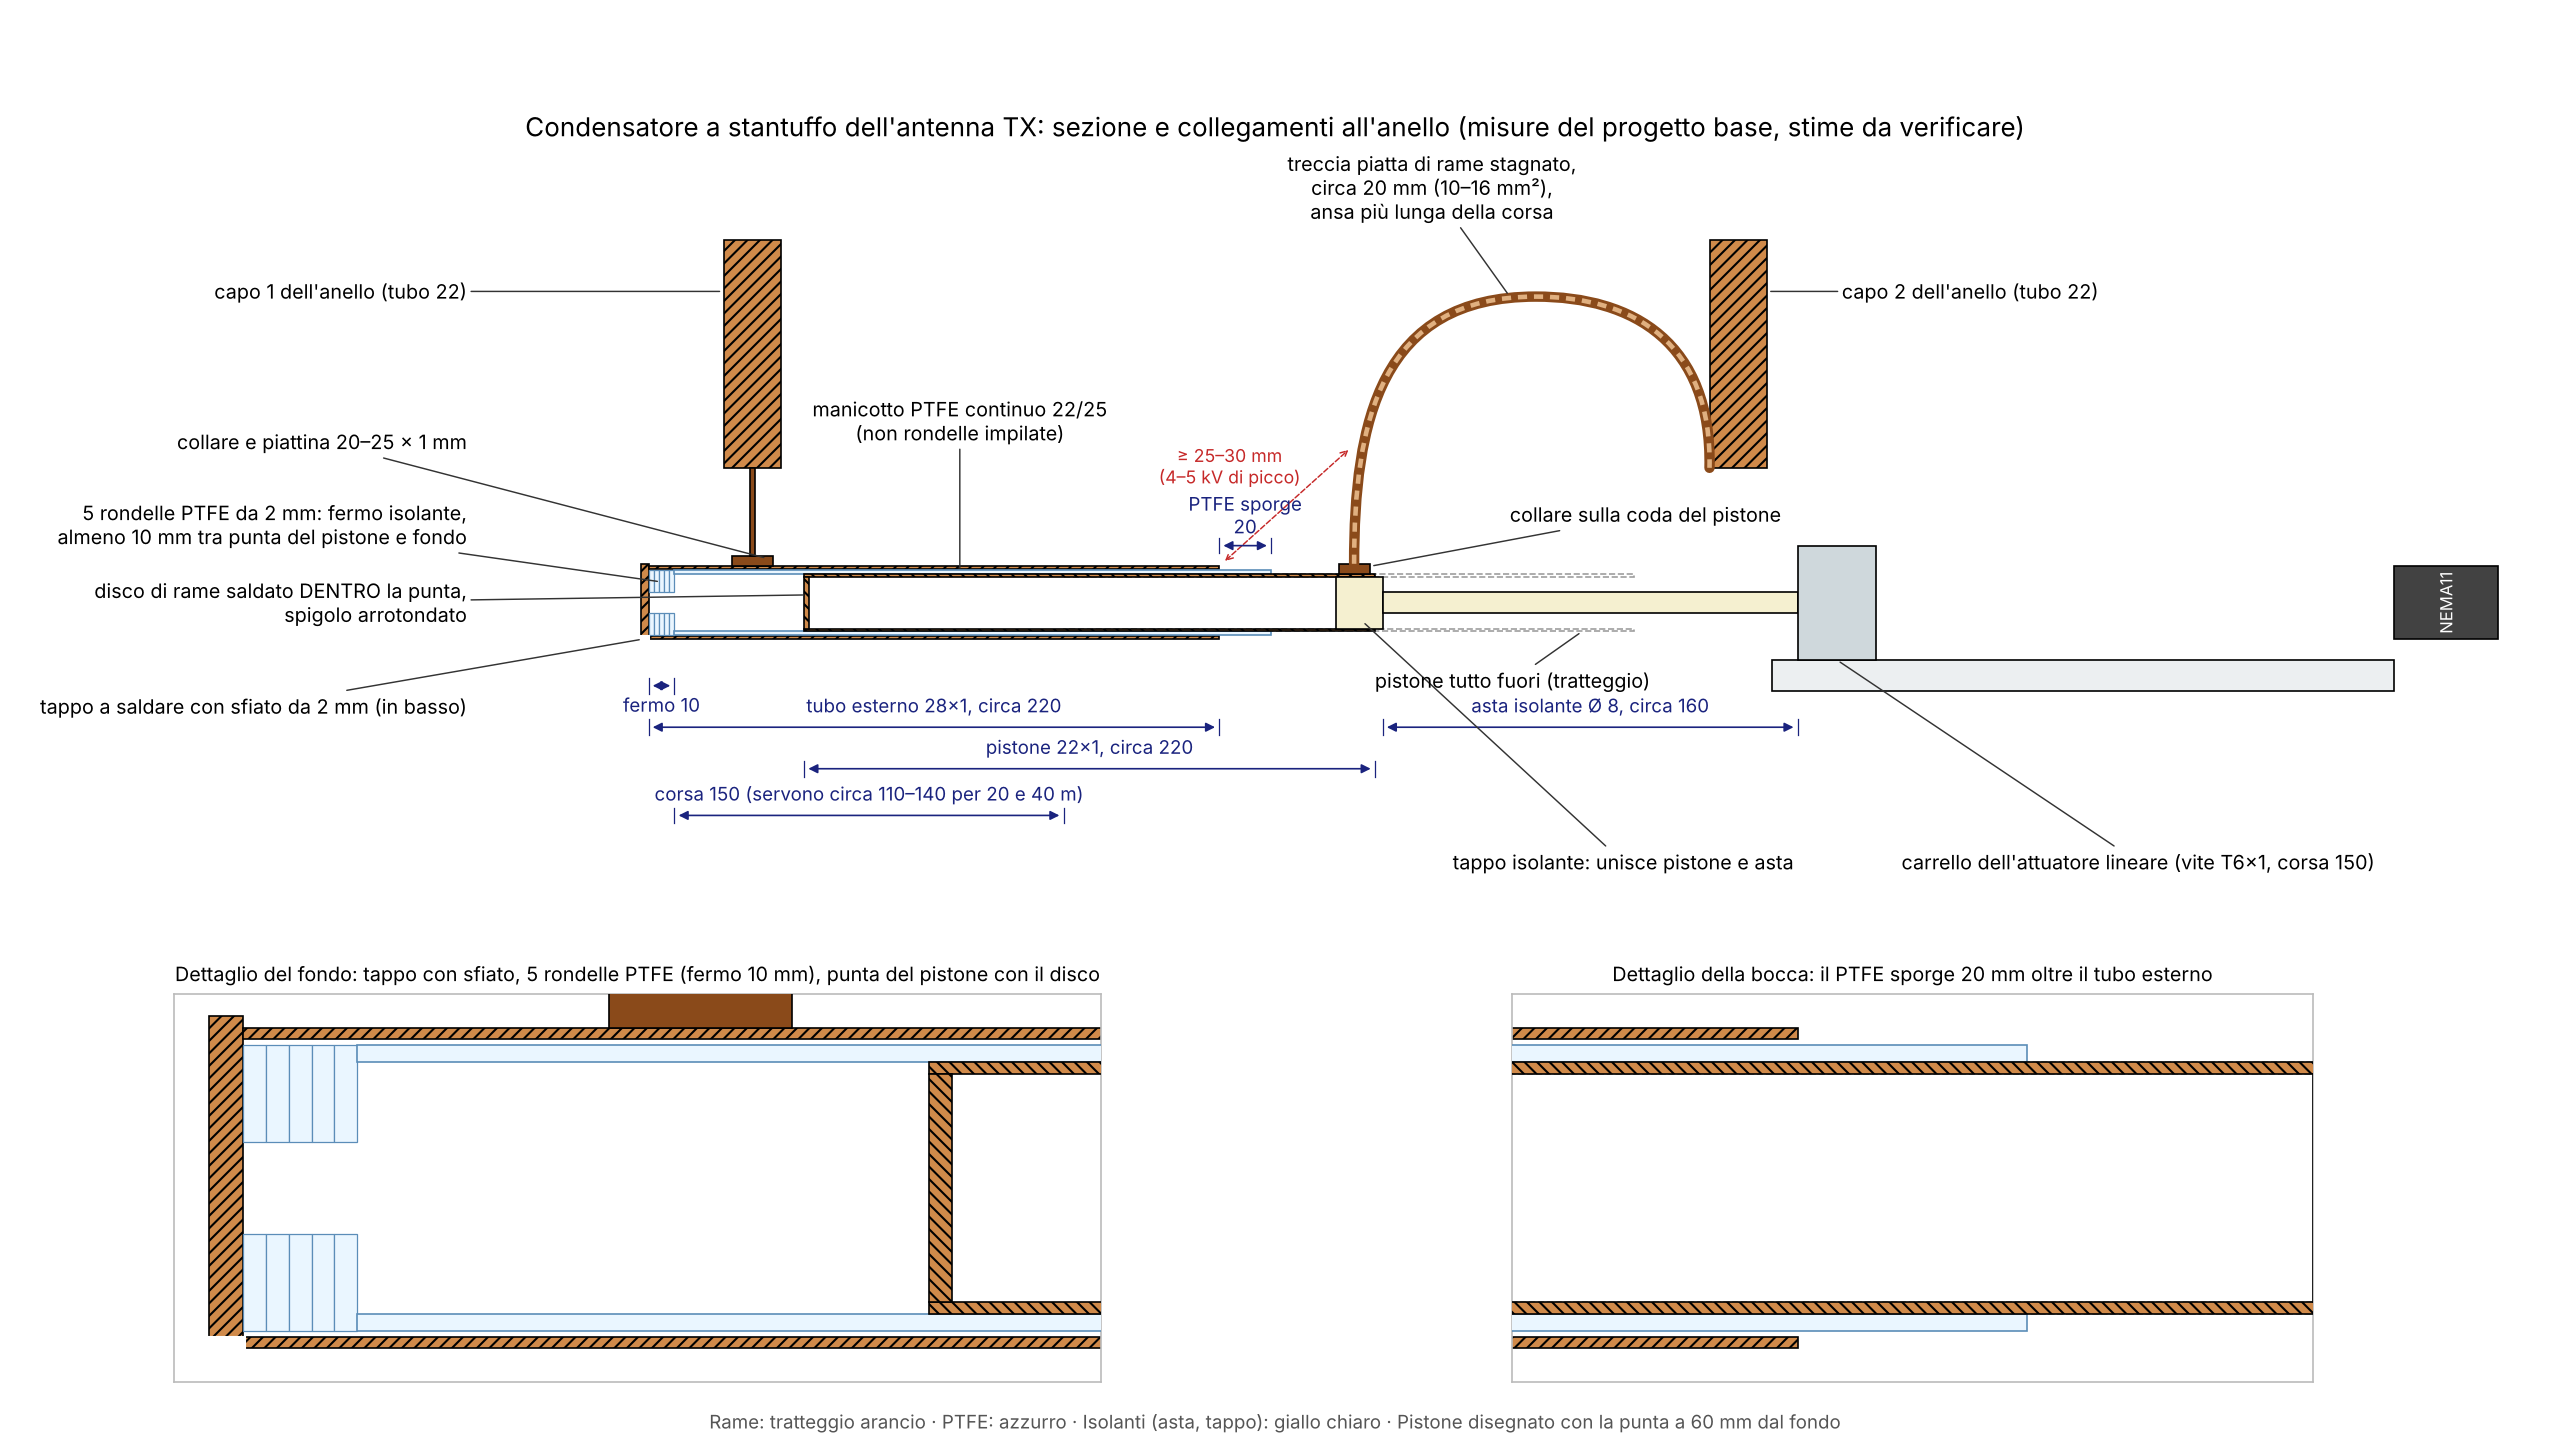 Condensatore a stantuffo dell'antenna TX: sezione e collegamenti all'anello (misure del progetto base, stime da verificare)
treccia piatta di rame stagnato,
circa 20 mm (10–16 mm²),
ansa più lunga della corsa
capo 1 dell'anello (tubo 22)
capo 2 dell'anello (tubo 22)
manicotto PTFE continuo 22/25
(non rondelle impilate)
collare e piattina 20–25 × 1 mm
≥ 25–30 mm
(4–5 kV di picco)
PTFE sporge
20
5 rondelle PTFE da 2 mm: fermo isolante,
almeno 10 mm tra punta del pistone e fondo
collare sulla coda del pistone
disco di rame saldato DENTRO la punta,
spigolo arrotondato
NEMA11
pistone tutto fuori (tratteggio)
tappo a saldare con sfiato da 2 mm (in basso)
fermo 10
tubo esterno 28×1, circa 220
asta isolante Ø 8, circa 160
pistone 22×1, circa 220
corsa 150 (servono circa 110–140 per 20 e 40 m)
tappo isolante: unisce pistone e asta
carrello dell'attuatore lineare (vite T6×1, corsa 150)
Dettaglio del fondo: tappo con sfiato, 5 rondelle PTFE (fermo 10 mm), punta del pistone con il disco
Dettaglio della bocca: il PTFE sporge 20 mm oltre il tubo esterno
Rame: tratteggio arancio · PTFE: azzurro · Isolanti (asta, tappo): giallo chiaro · Pistone disegnato con la punta a 60 mm dal fondo